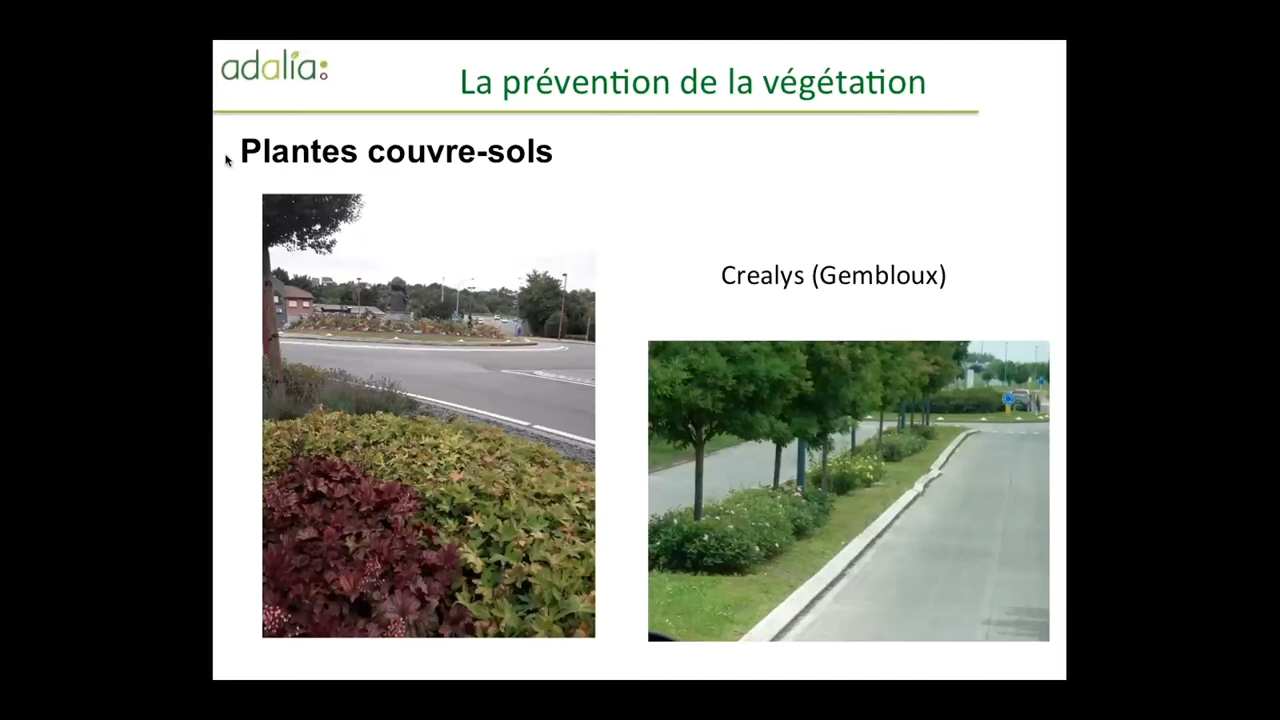 adalia
La prévention de la végétation
Plantes couvre-sols
Crealys (Gembloux)